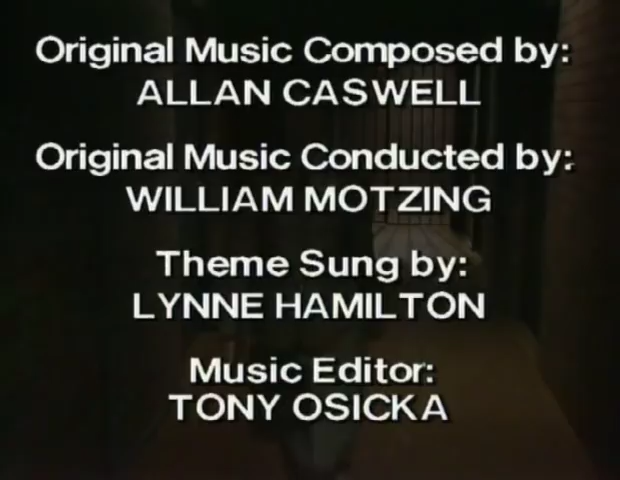 Original Music Composed by:
ALLAN CASWELL
Original Music Conducted by:
WILLIAM MOTZING
Theme Sung by:
LYNNE HAMILTON
Music Editor:
TONY OSICKA